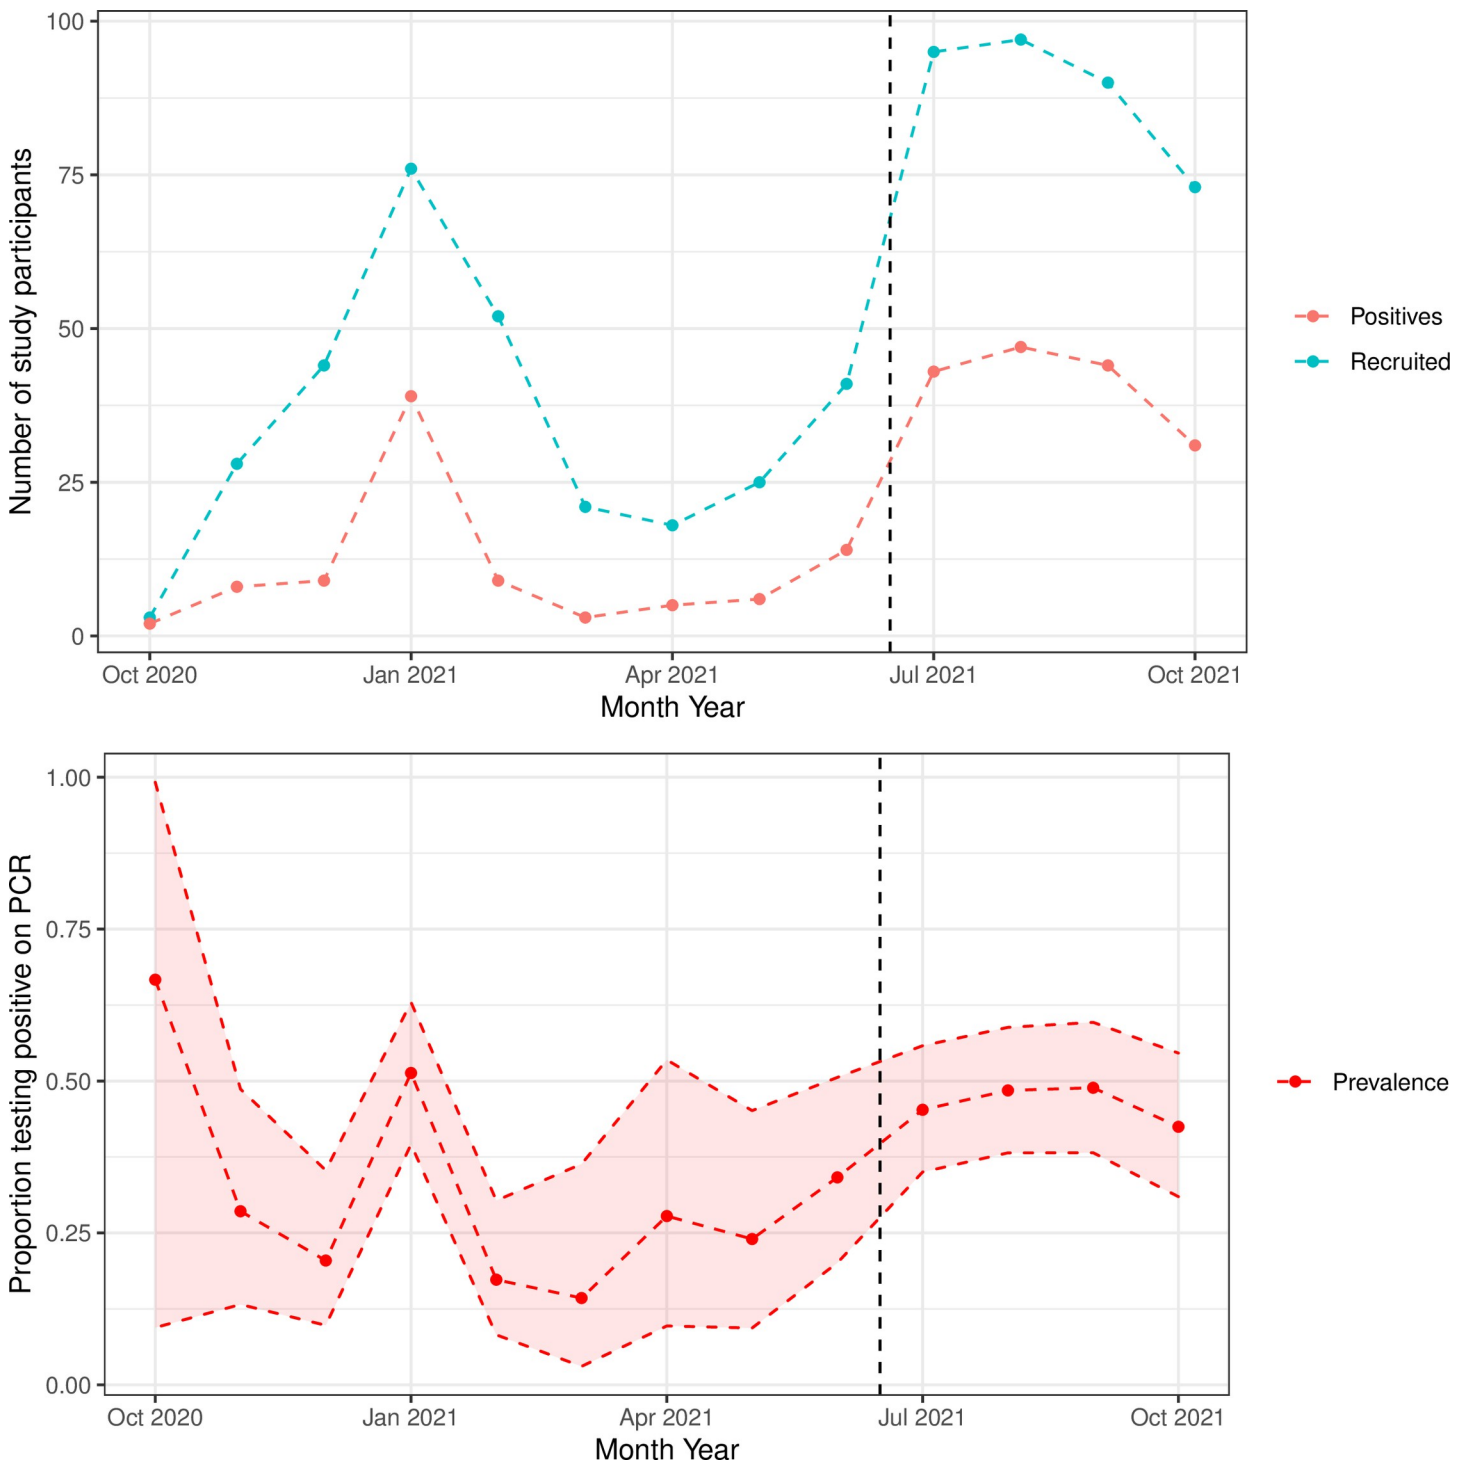 Number of study participants
100
75
50
25
0
Oct 2020 Jan 2021 Apr 2021 Jul 2021 Oct 2021
Month Year
Positives
Recruited
Proportion testing positive on PCR
1.00
0.75
0.50
0.25
0.00
Oct 2020 Jan 2021 Apr 2021 Jul 2021 Oct 2021
Month Year
Prevalence